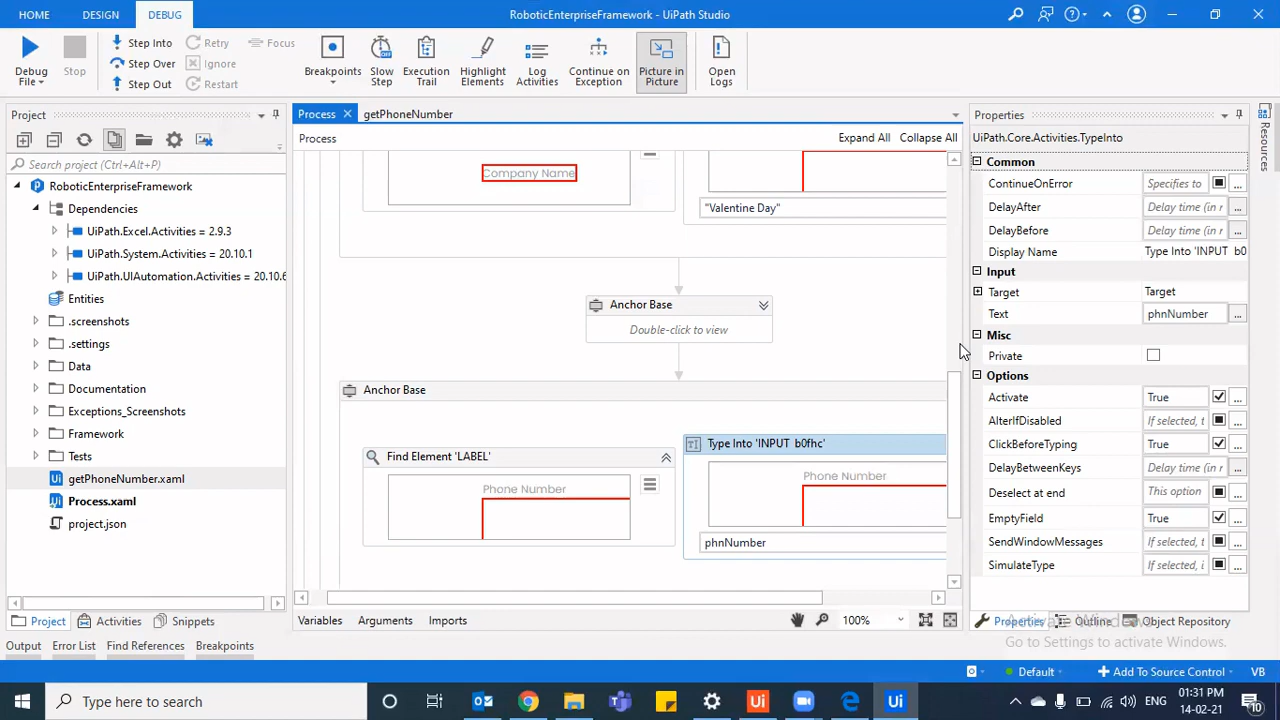 HOME
DESIGN
DEBUG
RoboticEnterpriseFramework - UiPath Studio
Debug File
Stop
Step Into
Step Over
Step Out
Retry
Ignore
Restart
Focus
Breakpoints
Slow Step
Execution Trail
Highlight Elements
Log Activities
Continue on Exception
Picture in Picture
Open Logs
Project
Search project (Ctrl+Alt+P)
RoboticEnterpriseFramework
Dependencies
UiPath.Excel.Activities = 2.9.3
UiPath.System.Activities = 20.10.1
UiPath.UIAutomation.Activities = 20.10.6
Entities
.screenshots
.settings
Data
Documentation
Exceptions_Screenshots
Framework
Tests
getPhoneNumber.xaml
Process.xaml
project.json
Project
Activities
Snippets
Process
getPhoneNumber
Process
Expand All
Collapse All
Company Name
"Valentine Day"
Anchor Base
Double-click to view
Anchor Base
Find Element 'LABEL'
Phone Number
Type Into 'INPUT b0fhc'
Phone Number
phnNumber
Variables
Arguments
Imports
100%
Properties
UiPath.Core.Activities.TypeInto
Common
ContinueOnError Specifies to ...
DelayAfter Delay time (in r ...
DelayBefore Delay time (in r ...
Display Name Type Into 'INPUT b0
Input
Target Target
Text phnNumber ...
Misc
Private
Options
Activate True ...
AlterIfDisabled If selected, t ...
ClickBeforeTyping True ...
DelayBetweenKeys Delay time (in r ...
Deselect at end This option ...
EmptyField True ...
SendWindowMessages If selected, t ...
SimulateType If selected, i ...
Properties
Outline
Object Repository
Resources
Activate Windows
Go to Settings to activate Windows.
Output
Error List
Find References
Breakpoints
Default
Add To Source Control
VB
Type here to search
ENG
01:31 PM
14-02-21
10